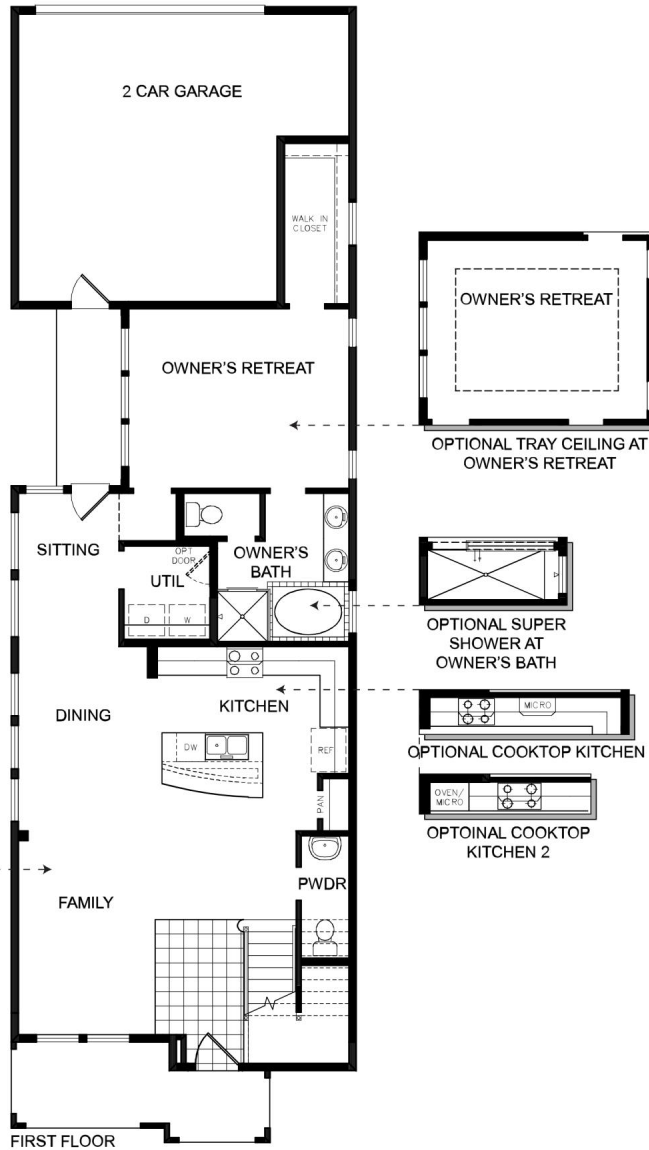 2 CAR GARAGE
WALK IN
CLOSET
OWNER'S RETREAT
OWNER'S RETREAT
OPTIONAL TRAY CEILING AT
OWNER'S RETREAT
SITTING
OPT
DOOR
UTIL
D
W
OWNER'S
BATH
OPTIONAL SUPER
SHOWER AT
OWNER'S BATH
DINING
KITCHEN
DW
REF
PAN
MICRO
OPTIONAL COOKTOP KITCHEN
OVEN/
MICRO
OPTOINAL COOKTOP
KITCHEN 2
FAMILY
PWDR
FIRST FLOOR